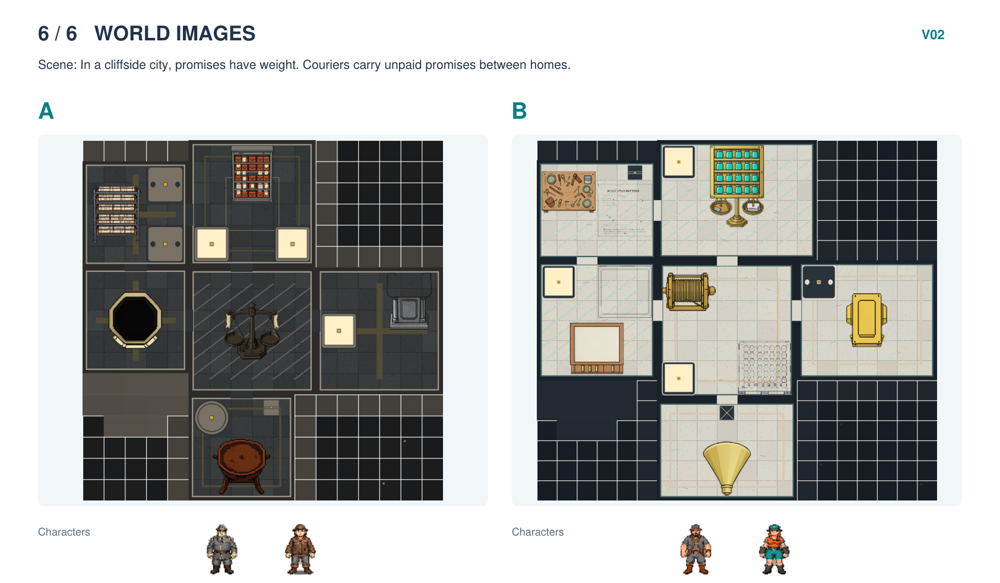 6 / 6 WORLD IMAGES
V02
Scene: In a cliffside city, promises have weight. Couriers carry unpaid promises between homes.
A
B
Characters
Characters